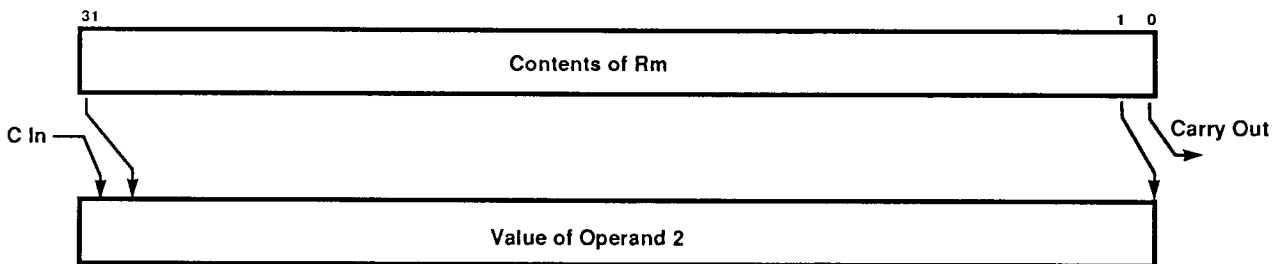 31
1 0
Contents of Rm
C In
Carry Out
Value of Operand 2